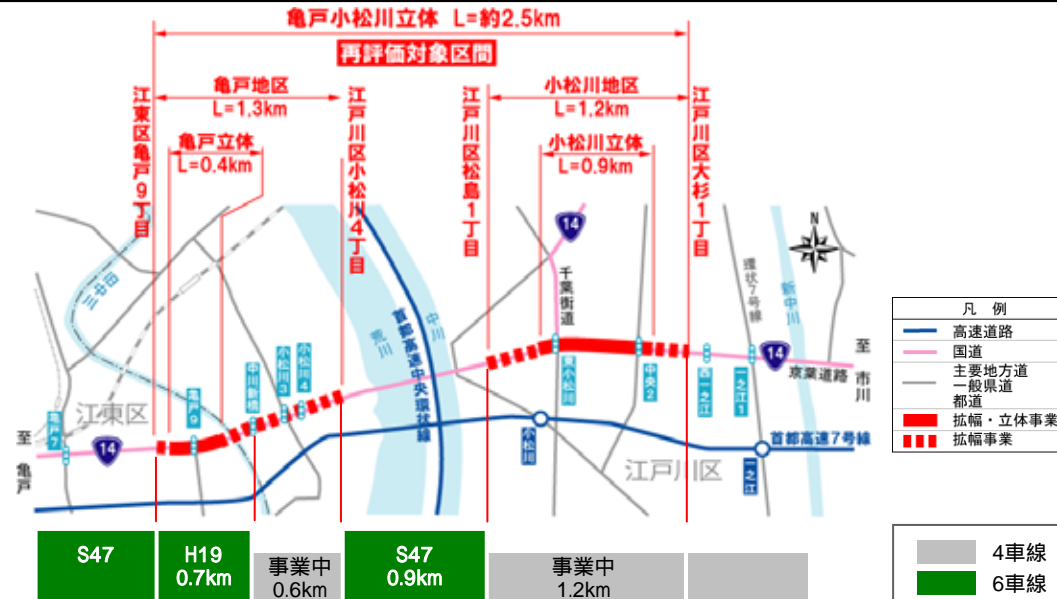 亀戸小松川立体 L=約2.5km
再評価対象区間
亀戸地区
L=1.3km
小松川地区
L=1.2km
亀戸立体
L=0.4km
小松川立体
L=0.9km
江東区亀戸9丁目
江戸川区小松川4丁目
江戸川区松島1丁目
江戸川区大杉1丁目
14
N
旧中川
荒川
中川
首都高速中央環状線
千葉街道
環状7号線
新中川
小松川3
小松川4
中川新橋
亀戸9
亀戸7
江東区
14
至亀戸
東小松川
中央2
西一之江
一之江1
14
京葉道路
至市川
小松川
江戸川区
首都高速7号線
一之江
凡 例
高速道路
国道
主要地方道
一般県道
都道
拡幅・立体事業
拡幅事業
S47
H19
0.7km
事業中
0.6km
S47
0.9km
事業中
1.2km
4車線
6車線